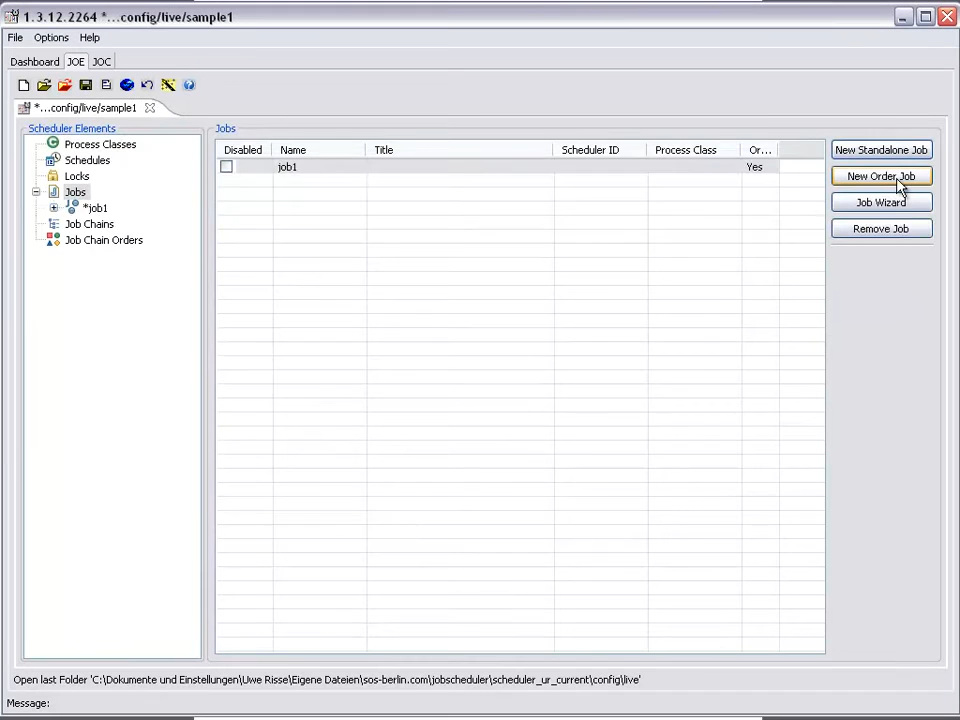 1.3.12.2264 *...config/live/sample1
File Options Help
Dashboard JOE JOC
*...config/live/sample1
Scheduler Elements
Process Classes
Schedules
Locks
Jobs
*job1
Job Chains
Job Chain Orders
Jobs
Disabled Name Title Scheduler ID Process Class Or...
job1 Yes
New Standalone Job
New Order Job
Job Wizard
Remove Job
Open last Folder 'C:\Dokumente und Einstellungen\Uwe Risse\Eigene Dateien\sos-berlin.com\jobscheduler\scheduler_ur_current\config\live'
Message: